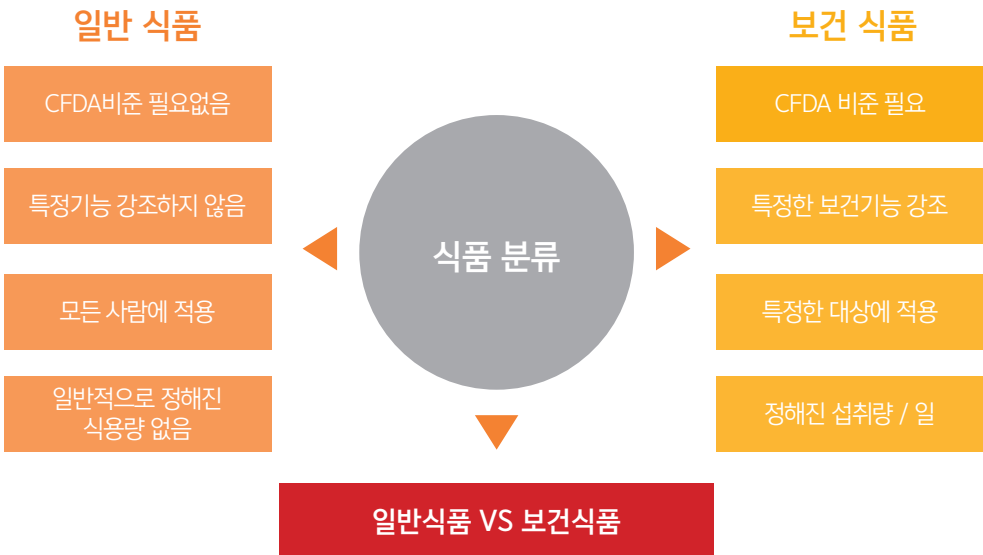 일반 식품
CFDA비준 필요없음
특정기능 강조하지 않음
모든 사람에 적용
일반적으로 정해진
식용량 없음
식품 분류
보건 식품
CFDA 비준 필요
특정한 보건기능 강조
특정한 대상에 적용
정해진 섭취량 / 일
일반식품 VS 보건식품